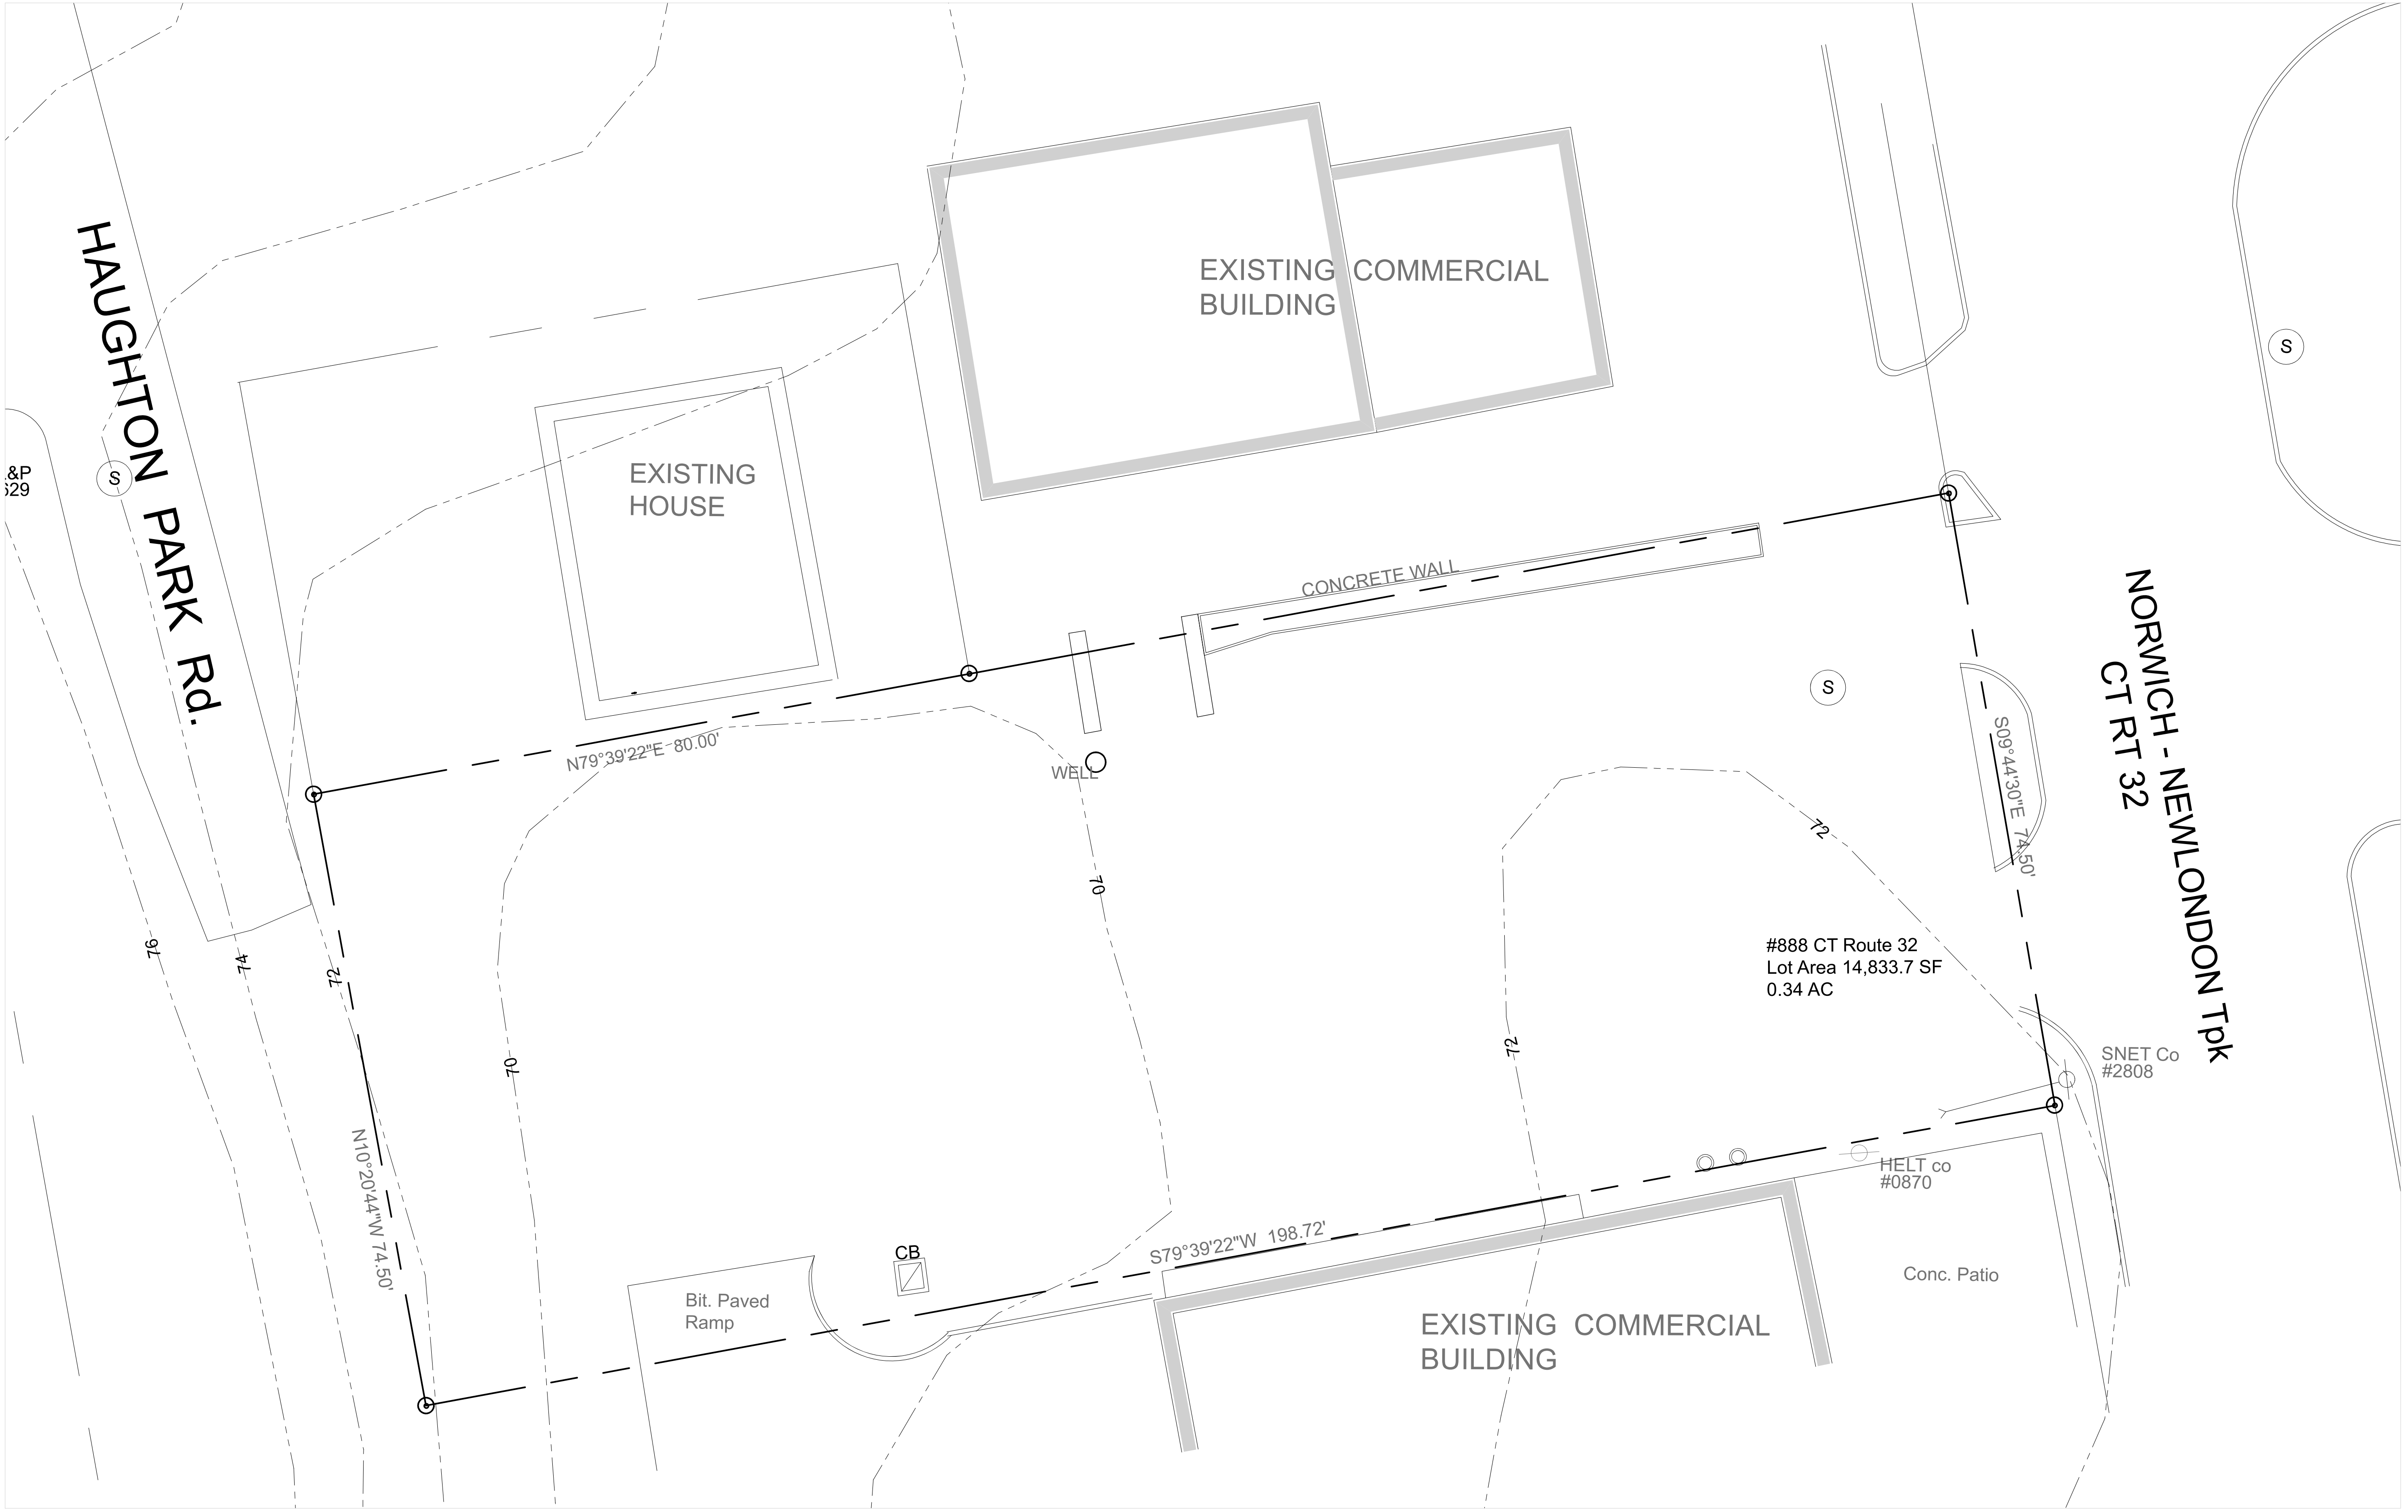 HAUGHTON PARK Rd.
EXISTING COMMERCIAL
BUILDING
S
EXISTING
HOUSE
&P
629
S
CONCRETE WALL
NORWICH - NEWLONDON Tpk
CT RT 32
S
S09°44'30"E 74.50'
N79°39'22"E 80.00'
WELL
72
70
#888 CT Route 32
Lot Area 14,833.7 SF
0.34 AC
76
74
72
70
72
SNET Co
#2808
N10°20'44"W 74.50'
HELT co
#0870
S79°39'22"W 198.72'
CB
Bit. Paved
Ramp
Conc. Patio
EXISTING COMMERCIAL
BUILDING